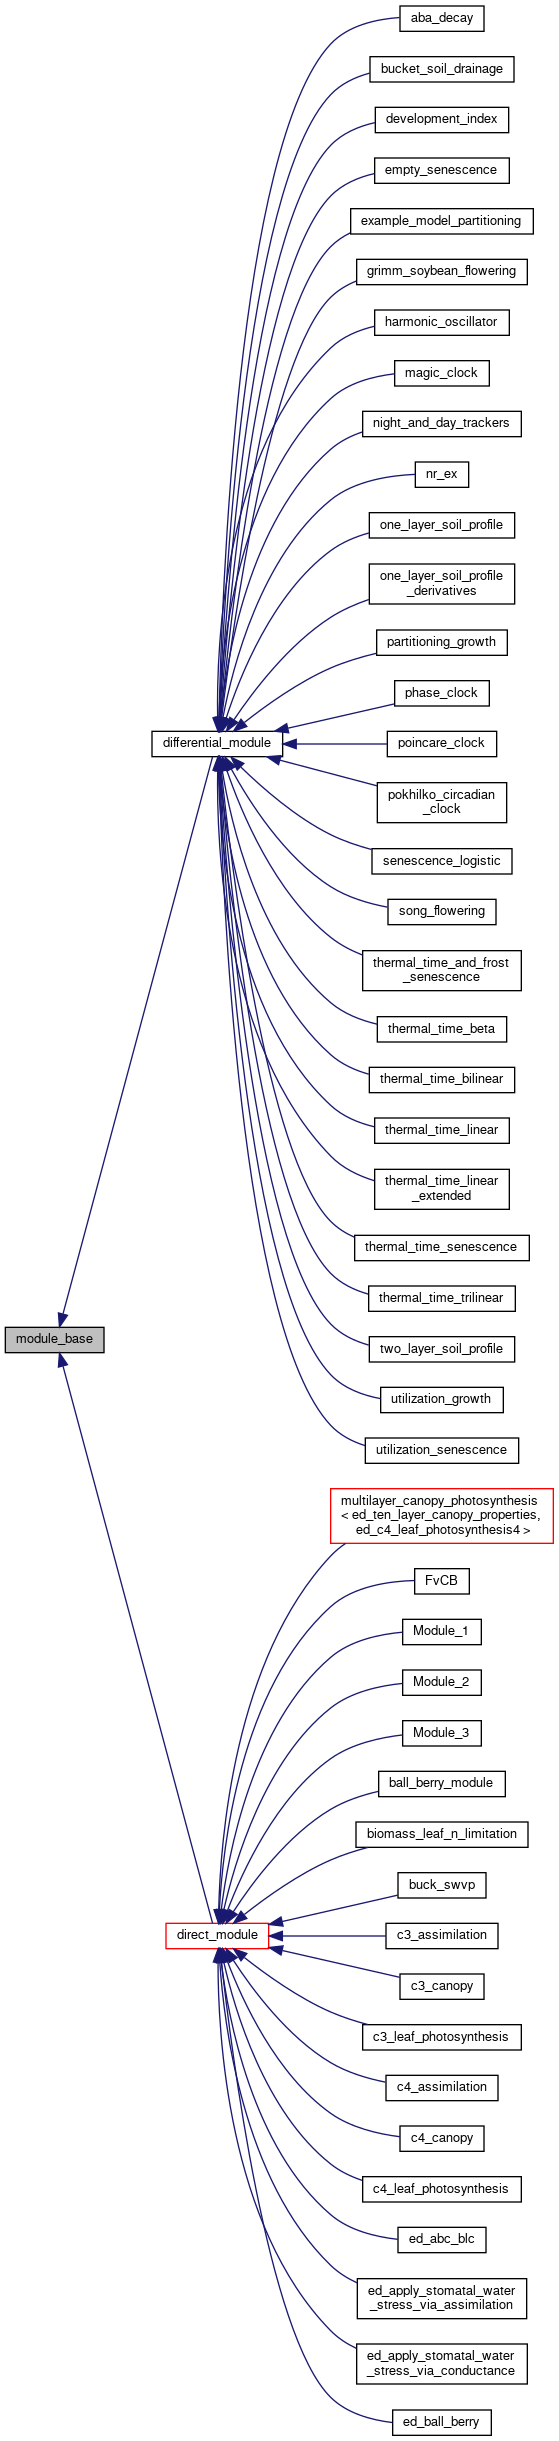 aba_decay
bucket_soil_drainage
development_index
empty_senescence
example_model_partitioning
grimm_soybean_flowering
harmonic_oscillator
magic_clock
night_and_day_trackers
nr_ex
one_layer_soil_profile
one_layer_soil_profile
_derivatives
partitioning_growth
phase_clock
differential_module
poincare_clock
pokhilko_circadian
_clock
senescence_logistic
song_flowering
thermal_time_and_frost
_senescence
thermal_time_beta
thermal_time_bilinear
thermal_time_linear
thermal_time_linear
_extended
thermal_time_senescence
thermal_time_trilinear
module_base
two_layer_soil_profile
utilization_growth
utilization_senescence
multilayer_canopy_photosynthesis
< ed_ten_layer_canopy_properties,
ed_c4_leaf_photosynthesis4 >
FvCB
Module_1
Module_2
Module_3
ball_berry_module
biomass_leaf_n_limitation
buck_swvp
direct_module
c3_assimilation
c3_canopy
c3_leaf_photosynthesis
c4_assimilation
c4_canopy
c4_leaf_photosynthesis
ed_abc_blc
ed_apply_stomatal_water
_stress_via_assimilation
ed_apply_stomatal_water
_stress_via_conductance
ed_ball_berry